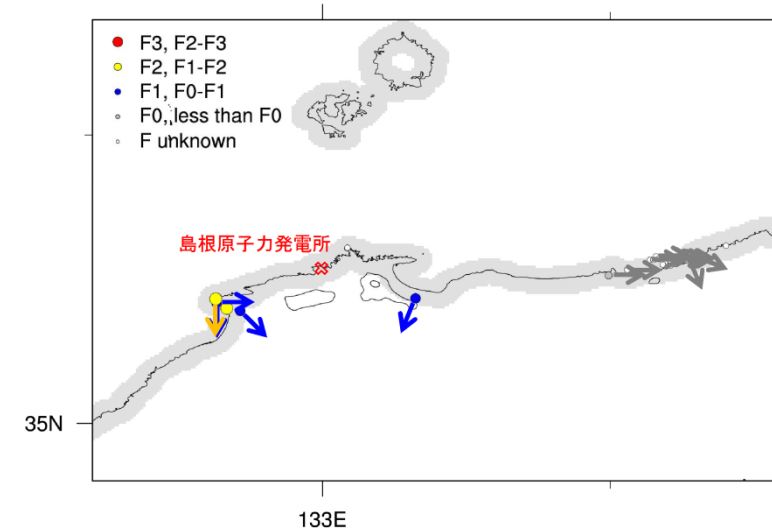 F3, F2-F3
F2, F1-F2
F1, F0-F1
F0, less than F0
F unknown
島根原子力発電所
35N
133E